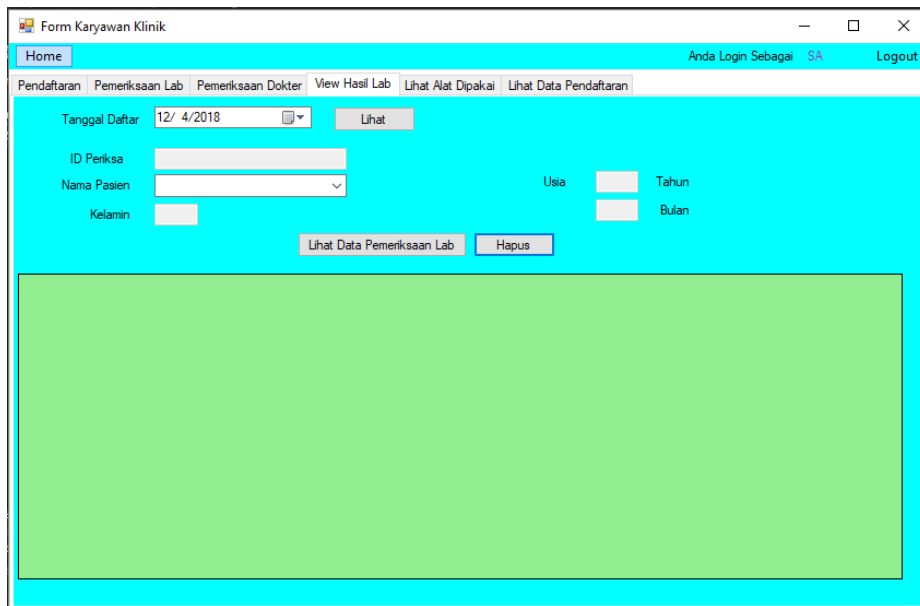 Form Karyawan Klinik
Home Anda Login Sebagai SA Logout
Pendaftaran Pemeriksaan Lab Pemeriksaan Dokter View Hasil Lab Lihat Alat Dipakai Lihat Data Pendaftaran
Tanggal Daftar 12/ 4/2018 Lihat
ID Periksa
Nama Pasien Usia Tahun
Kelamin Bulan
Lihat Data Pemeriksaan Lab Hapus